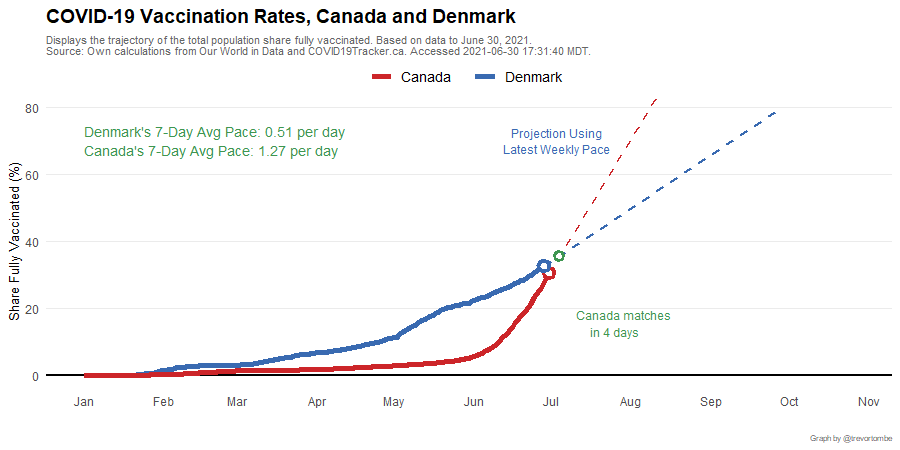 COVID-19 Vaccination Rates, Canada and Denmark
Displays the trajectory of the total population share fully vaccinated. Based on data to June 30, 2021.
Source: Own calculations from Our World in Data and COVID19Tracker.ca. Accessed 2021-06-30 17:31:40 MDT.
Canada Denmark
Denmark's 7-Day Avg Pace: 0.51 per day
Canada's 7-Day Avg Pace: 1.27 per day
Projection Using
Latest Weekly Pace
Share Fully Vaccinated (%)
80
60
40
20
0
Canada matches
in 4 days
Jan Feb Mar Apr May Jun Jul Aug Sep Oct Nov
Graph by @trevortombe